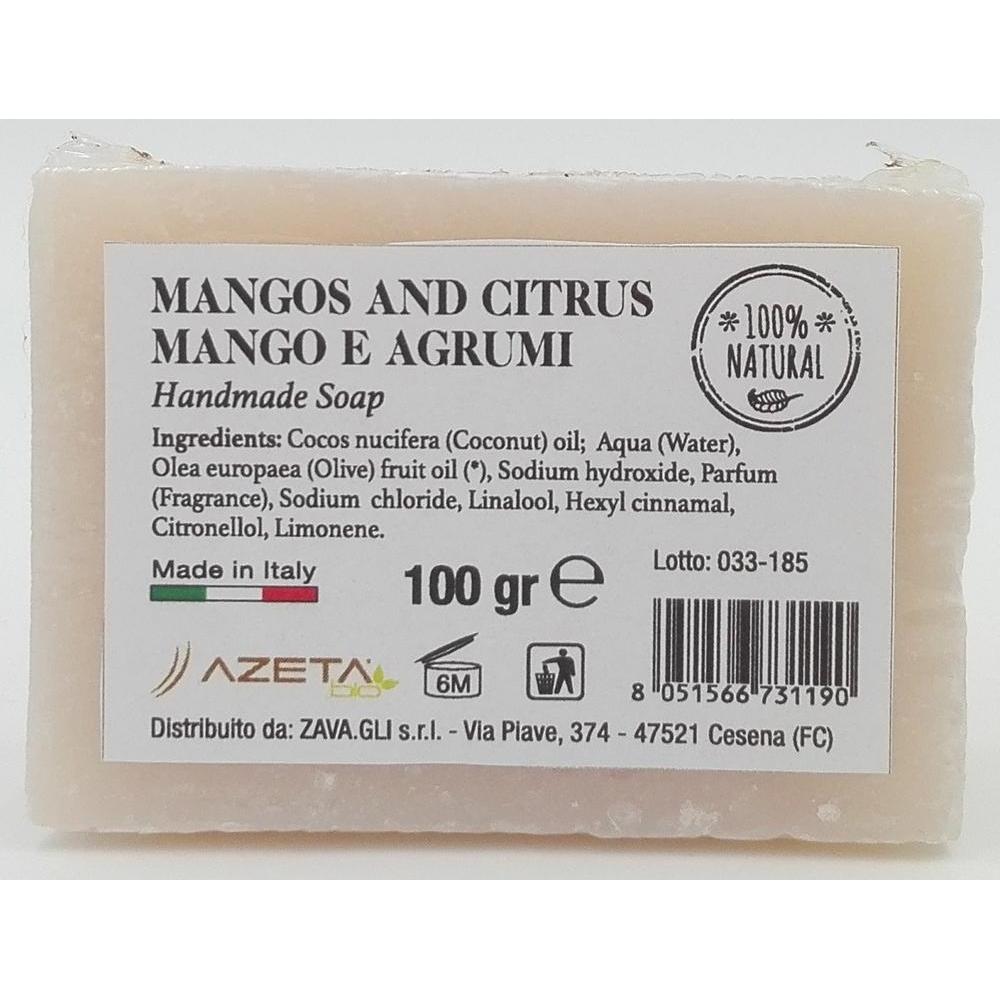 MANGOS AND CITRUS
MANGO E AGRUMI
Handmade Soap
* 100% *
NATURAL
Ingredients: Cocos nucifera (Coconut) oil; Aqua (Water),
Olea europaea (Olive) fruit oil (*), Sodium hydroxide, Parfum
(Fragrance), Sodium chloride, Linalool, Hexyl cinnamal,
Citronellol, Limonene.
Made in Italy
100 gr ℮
Lotto: 033-185
AZETA
bio
6M
8 051566 731190
Distribuito da: ZAVA.GLI s.r.l. - Via Piave, 374 - 47521 Cesena (FC)